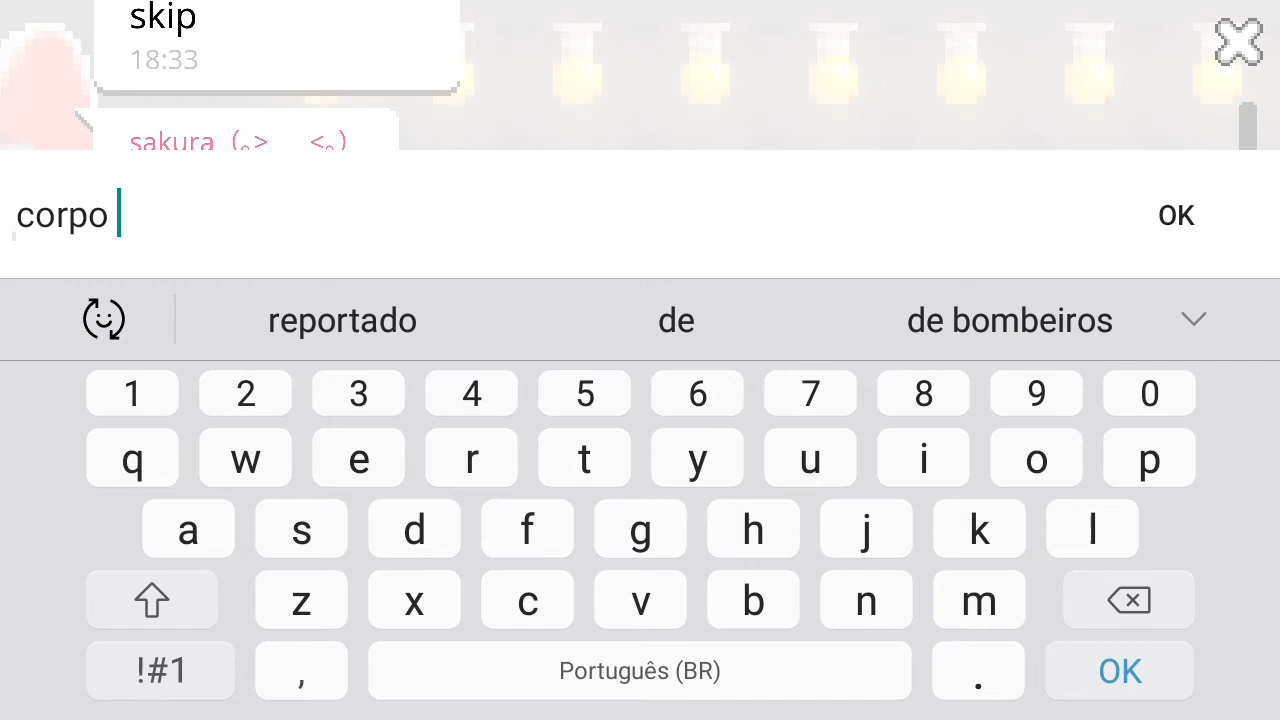 skip
18:33
sakura (｡> <｡)
corpo
OK
reportado de de bombeiros
1 2 3 4 5 6 7 8 9 0
q w e r t y u i o p
a s d f g h j k l
z x c v b n m
!#1 , Português (BR) . OK